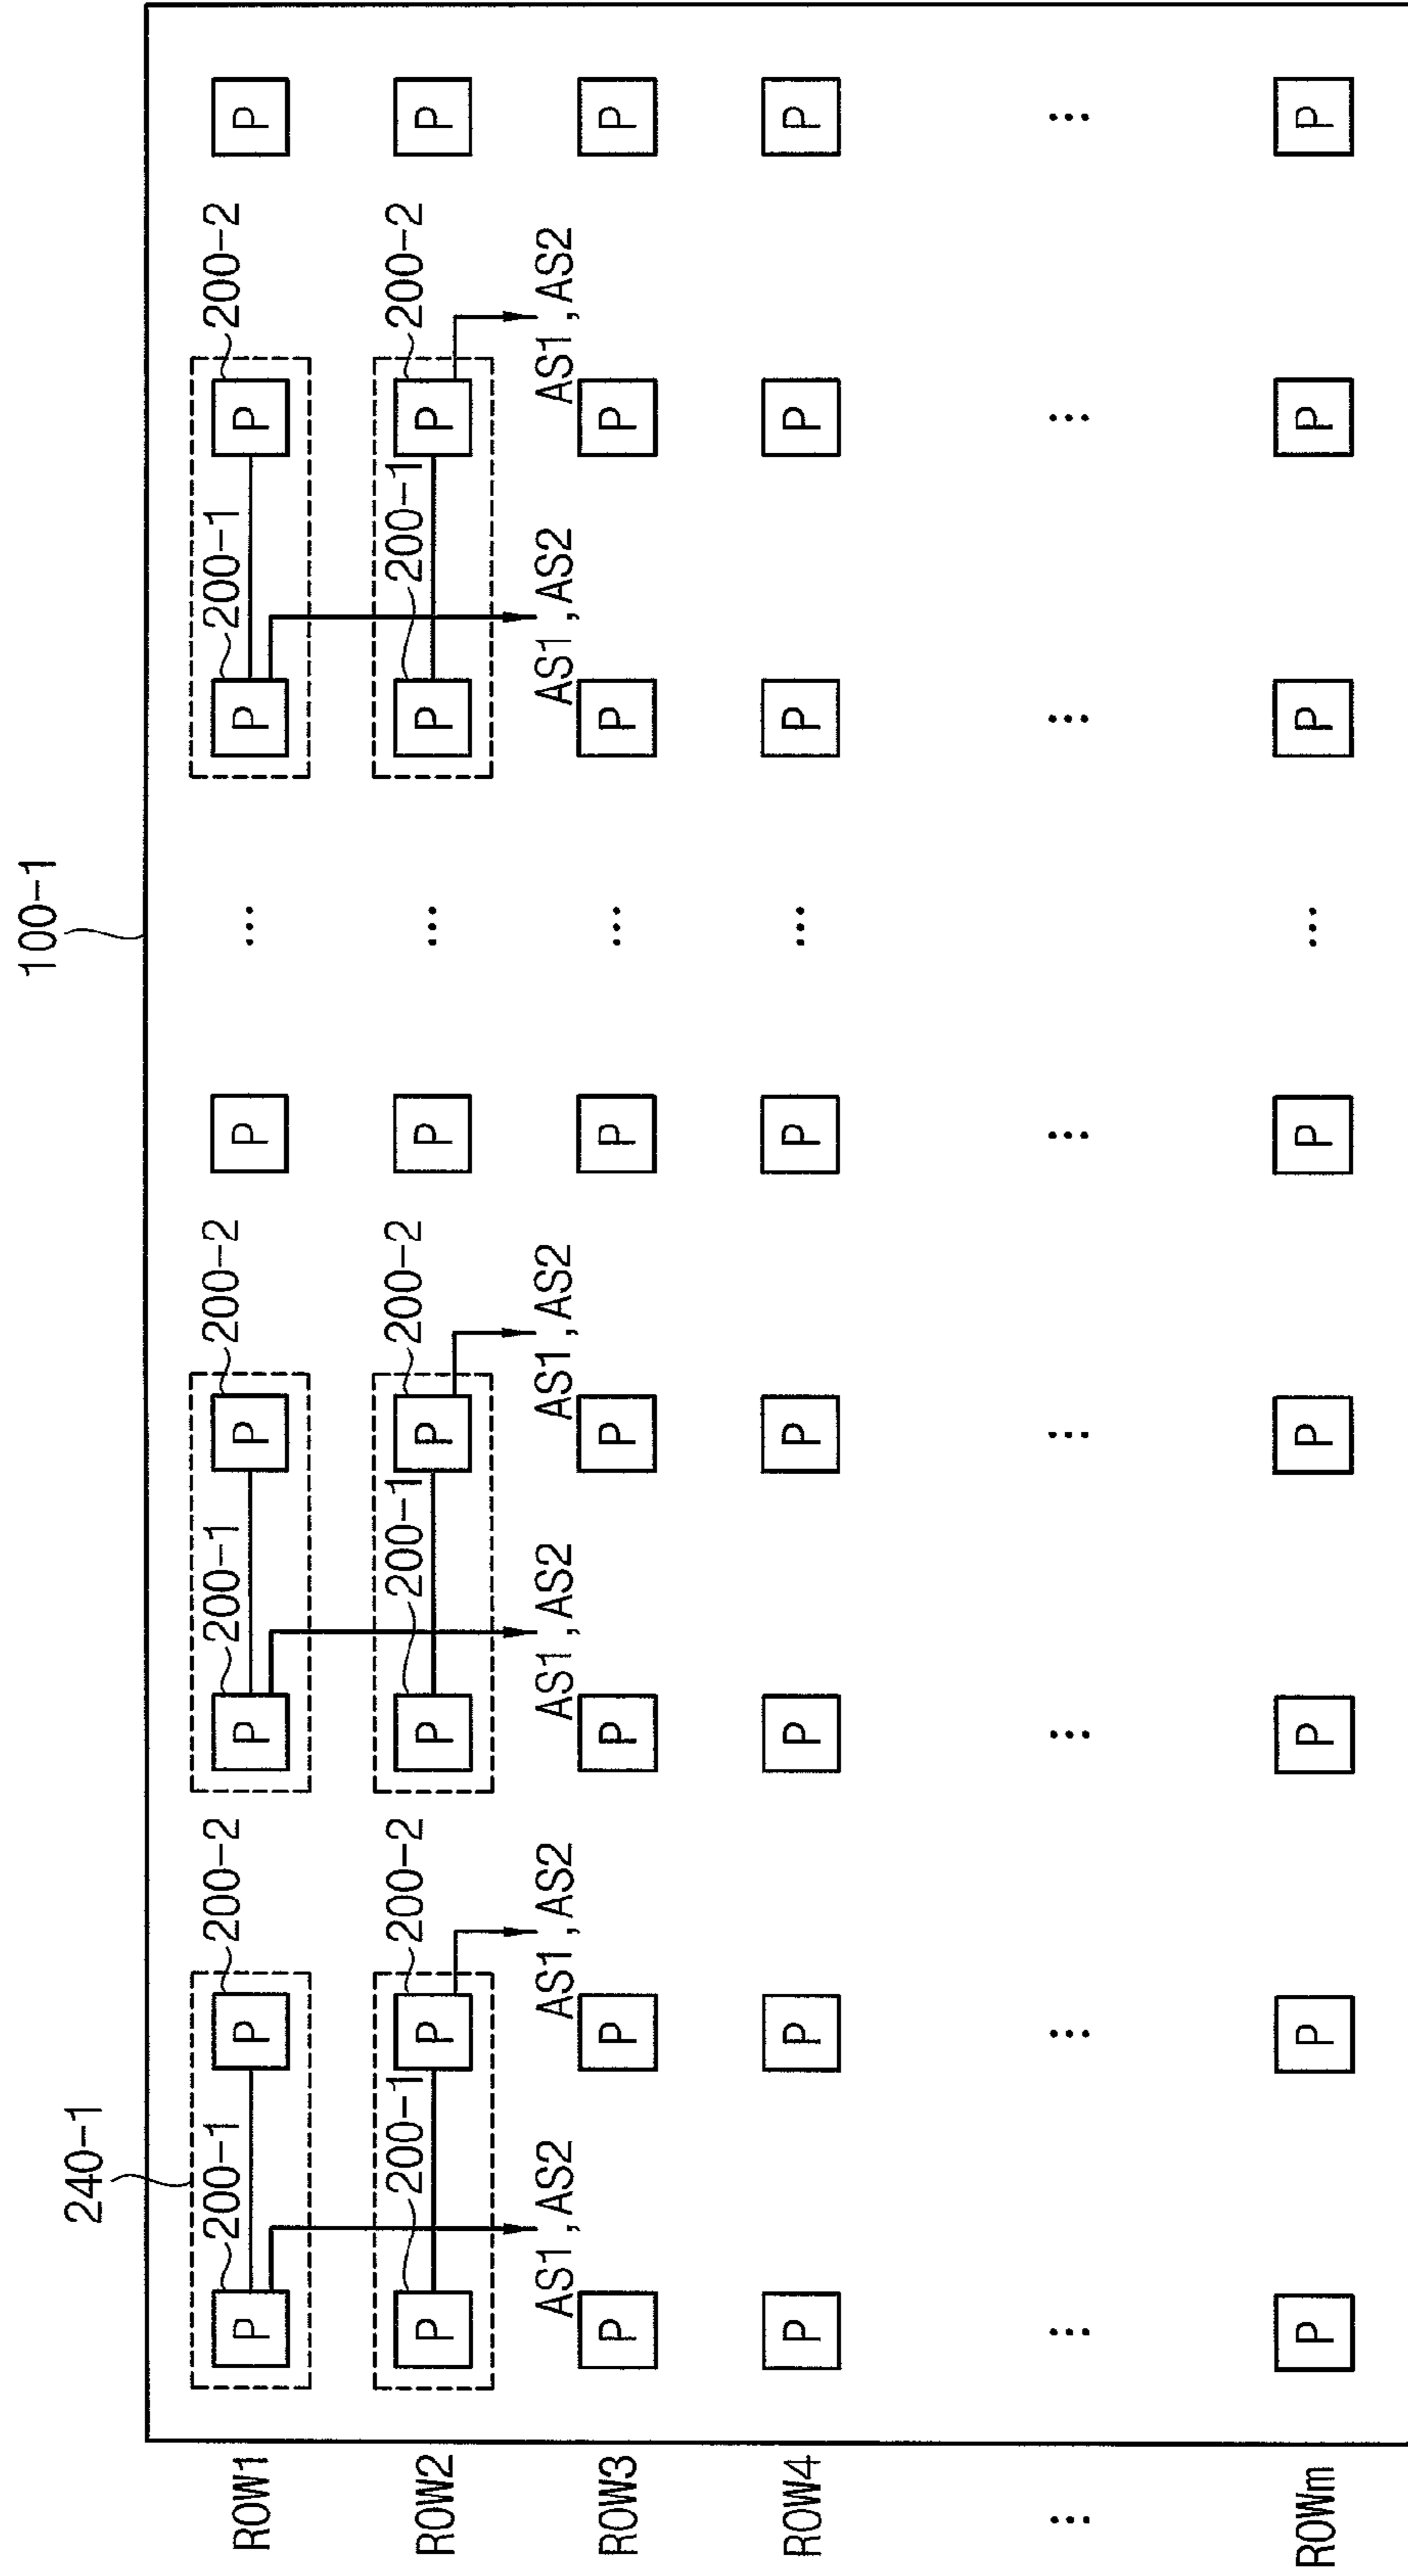 100-1
240-1
200-1 200-2 200-1 200-2 200-1 200-2
ROW1 P P P P P ... P P P
200-1 200-2 200-1 200-2 200-1 200-2
ROW2 P P P P P ... P P P
AS1,AS2 AS1,AS2 AS1,AS2 AS1,AS2 AS1,AS2 AS1,AS2
ROW3 P P P P P ... P P P
ROW4 P P P P P ... P P P
... ... ... ... ... ... ... ... ...
ROWm P P P P P ... P P P